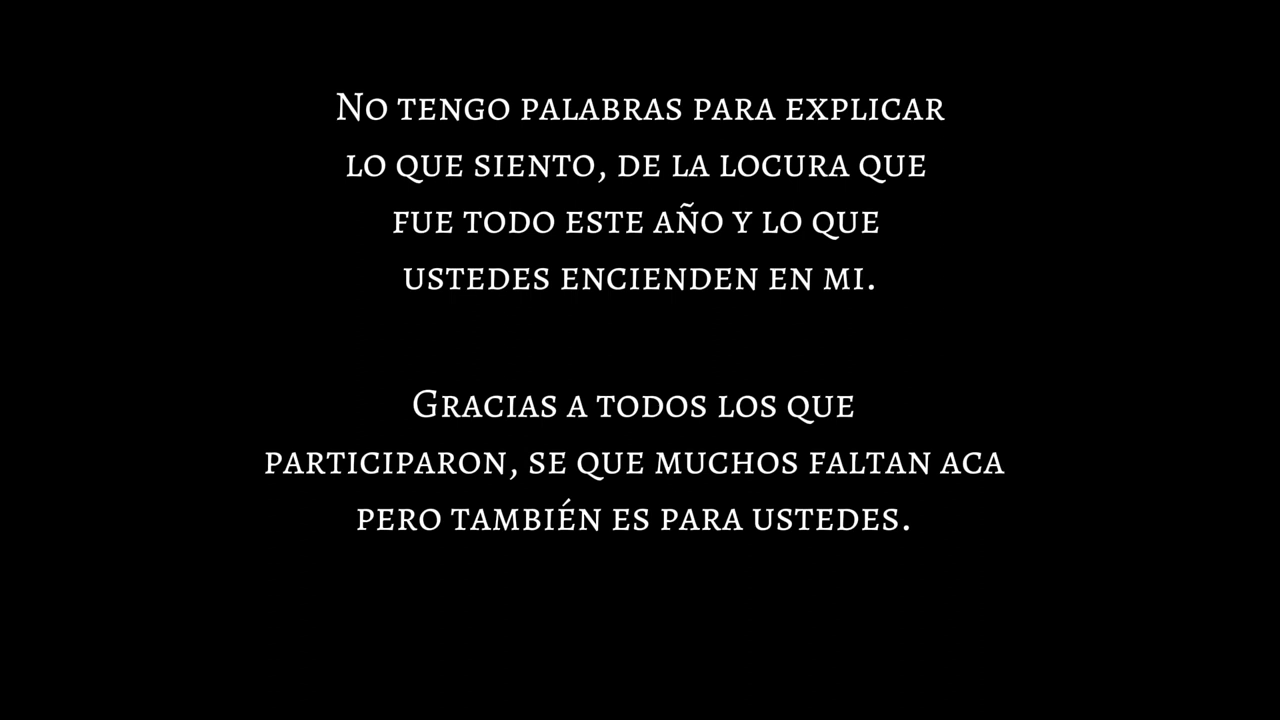 No tengo palabras para explicar
lo que siento, de la locura que
fue todo este año y lo que
ustedes encienden en mi.
Gracias a todos los que
participaron, se que muchos faltan aca
pero también es para ustedes.